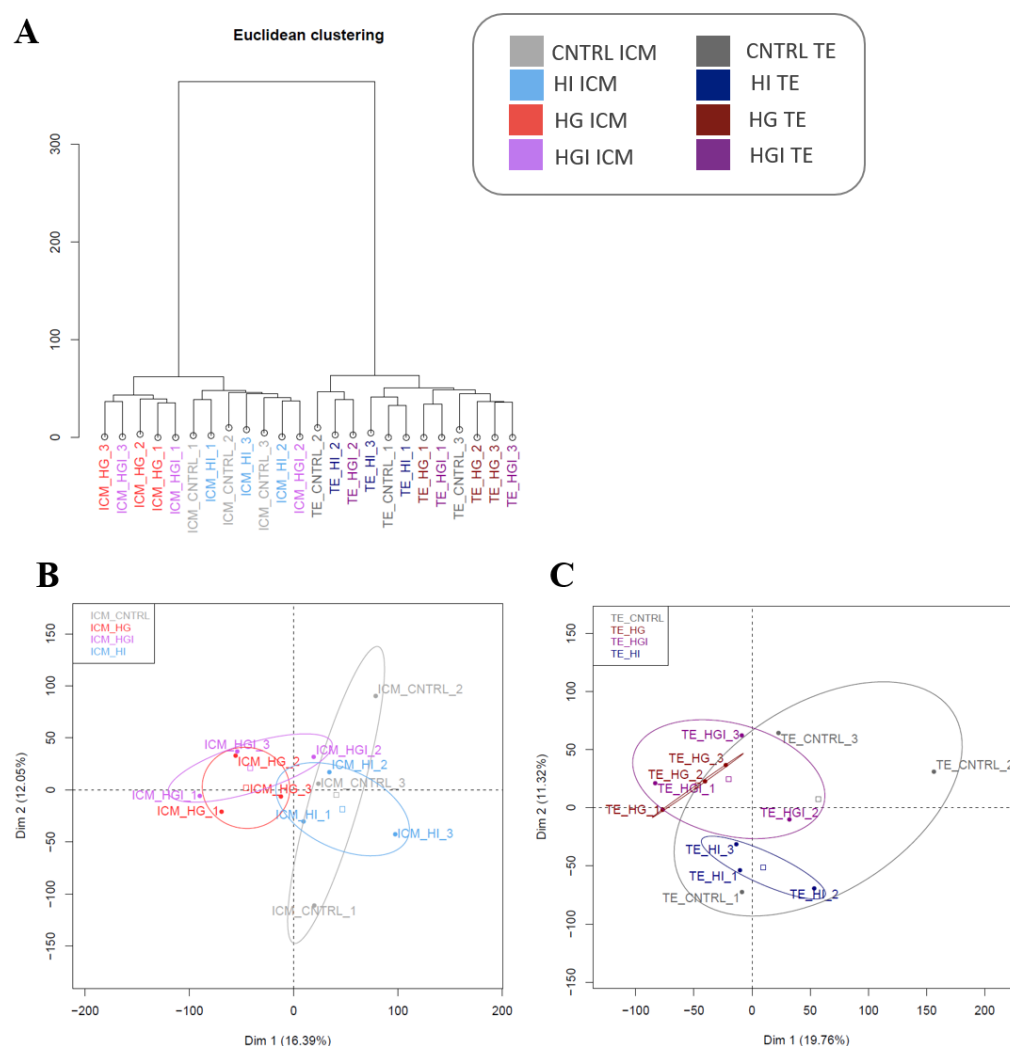 A
Euclidean clustering
CNTRL ICM
HI ICM
HG ICM
HGI ICM
CNTRL TE
HI TE
HG TE
HGI TE
300
200
100
0
ICM_HG_3
ICM_HGI_3
ICM_HG_2
ICM_HG_1
ICM_HGI_1
ICM_CNTRL_1
ICM_HI_1
ICM_CNTRL_2
ICM_HI_3
ICM_CNTRL_3
ICM_HI_2
ICM_HGI_2
TE_CNTRL_2
TE_HI_2
TE_HGI_2
TE_HI_3
TE_CNTRL_1
TE_HI_1
TE_HG_1
TE_HGI_1
TE_CNTRL_3
TE_HG_2
TE_HG_3
TE_HGI_3
B
ICM_CNTRL
ICM_HG
ICM_HGI
ICM_HI
Dim 2 (12.05%)
150
100
50
0
−50
−100
−150
ICM_CNTRL_2
ICM_HGI_3
ICM_HGI_2
ICM_HG_2
ICM_HI_2
ICM_CNTRL_3
ICM_HG_3
ICM_HGI_1
ICM_HG_1
ICM_HI_1
ICM_HI_3
ICM_CNTRL_1
−200
−100
0
100
200
Dim 1 (16.39%)
C
TE_CNTRL
TE_HG
TE_HGI
TE_HI
Dim 2 (11.32%)
150
100
50
0
−50
−100
−150
TE_HGI_3
TE_CNTRL_3
TE_HG_3
TE_CNTRL_2
TE_HG_2
TE_HGI_1
TE_HG_1
TE_HGI_2
TE_HI_3
TE_HI_1
TE_HI_2
TE_CNTRL_1
−100
−50
0
50
100
150
200
Dim 1 (19.76%)